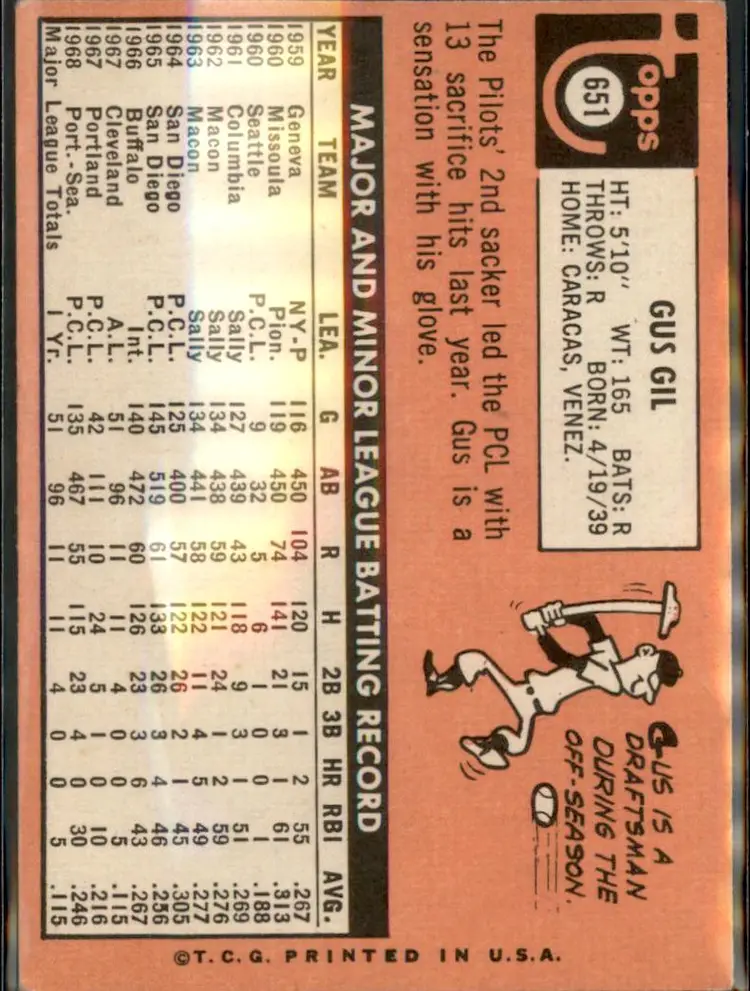 Topps
651
GUS GIL
HT: 5'10" WT: 165 BATS: R
THROWS: R BORN: 4/19/39
HOME: CARACAS, VENEZ.
GUS IS A
DRAFTSMAN
DURING THE
OFF-SEASON.
The Pilots' 2nd sacker led the PCL with
13 sacrifice hits last year. Gus is a
sensation with his glove.
MAJOR AND MINOR LEAGUE BATTING RECORD
YEAR TEAM LEA. G AB R H 2B 3B HR RBI AVG.
1959 Geneva NY-P 116 450 104 120 15 1 2 55 .267
1960 Missoula Pion. 119 450 74 141 21 3 1 61 .313
1960 Seattle P.C.L. 9 32 5 6 1 0 0 1 .188
1961 Columbia Sally 127 439 43 118 9 3 1 51 .269
1962 Macon Sally 134 438 59 121 24 1 2 59 .276
1963 Macon Sally 134 441 58 122 11 4 5 49 .277
1964 San Diego P.C.L. 125 400 57 122 26 2 1 45 .305
1965 San Diego P.C.L. 145 519 61 133 26 3 4 46 .256
1966 Buffalo Int. 140 472 60 126 23 3 6 43 .267
1967 Cleveland A.L. 51 96 11 11 4 0 0 5 .115
1967 Portland P.C.L. 42 111 10 24 5 1 0 10 .216
1968 Port.-Sea. P.C.L. 135 467 55 115 23 4 0 30 .246
Major League Totals 1 Yr. 51 96 11 11 4 0 0 5 .115
©T.C.G. PRINTED IN U.S.A.